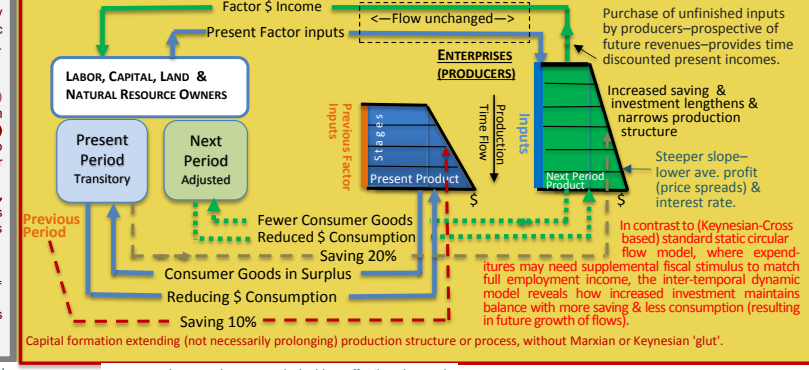 Factor $ Income
<—Flow unchanged—>
Present Factor inputs
Purchase of unfinished inputs
by producers–prospective of
future revenues–provides time
discounted present incomes.
ENTERPRISES
(PRODUCERS)
LABOR, CAPITAL, LAND &
NATURAL RESOURCE OWNERS
Increased saving &
investment lengthens &
narrows production
structure
Previous Factor
Inputs
Stages
Present Product
$
Production
Time Flow
Inputs
Next Period
Product
$
Steeper slope–
lower ave. profit
(price spreads) &
interest rate.
Present
Period
Transitory
Next
Period
Adjusted
Previous
Period
Fewer Consumer Goods
Reduced $ Consumption
Saving 20%
Consumer Goods in Surplus
Reducing $ Consumption
Saving 10%
In contrast to (Keynesian-Cross
based) standard static circular
flow model, where expend-
itures may need supplemental fiscal stimulus to match
full employment income, the inter-temporal dynamic
model reveals how increased investment maintains
balance with more saving & less consumption (resulting
in future growth of flows).
Capital formation extending (not necessarily prolonging) production structure or process, without Marxian or Keynesian 'glut'.